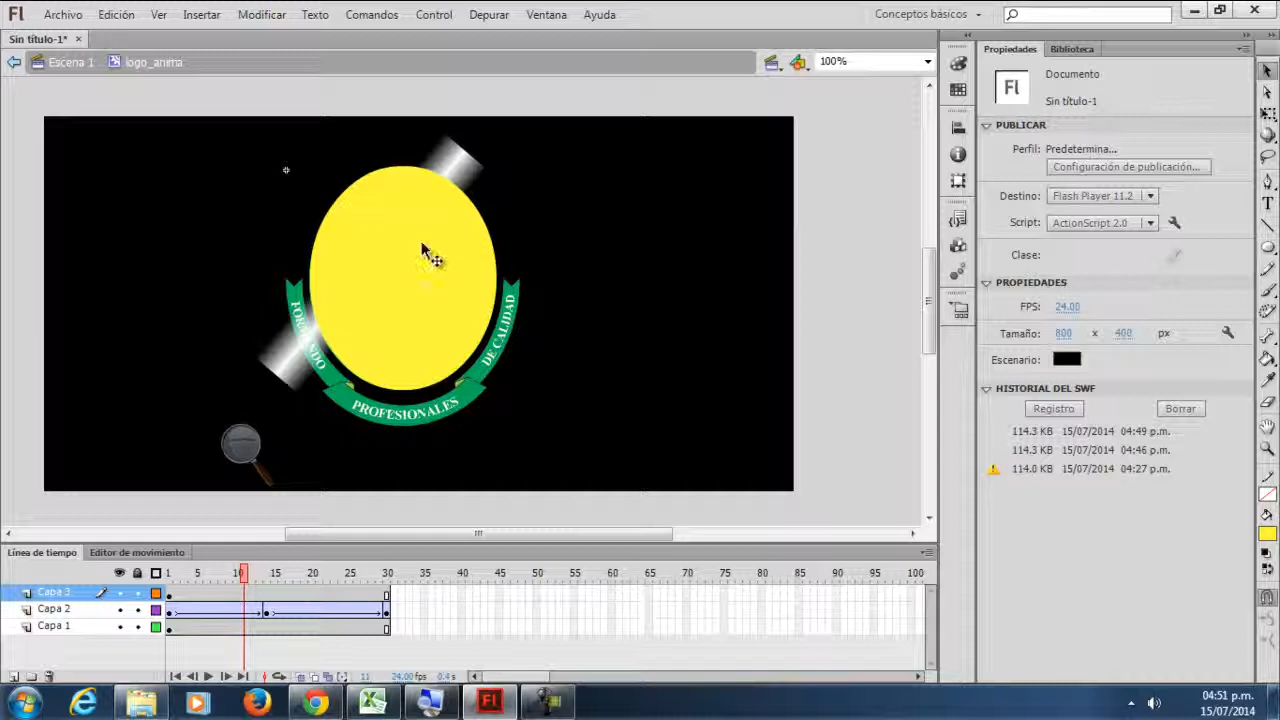 Fl Archivo Edición Ver Insertar Modificar Texto Comandos Control Depurar Ventana Ayuda Conceptos básicos
Sin título-1* ×
Escena 1 logo_anima 100%
Propiedades Biblioteca
Fl Documento
Sin título-1
PUBLICAR
Perfil: Predetermina...
Configuración de publicación...
Destino: Flash Player 11.2
Script: ActionScript 2.0
Clase:
PROPIEDADES
FPS: 24.00
Tamaño: 800 x 400 px
Escenario:
HISTORIAL DEL SWF
Registro Borrar
114.3 KB 15/07/2014 04:49 p.m.
114.3 KB 15/07/2014 04:46 p.m.
114.0 KB 15/07/2014 04:27 p.m.
FORMANDO
PROFESIONALES
DE CALIDAD
Línea de tiempo Editor de movimiento
1 5 10 15 20 25 30 35 40 45 50 55 60 65 70 75 80 85 90 95 100
Capa 3
Capa 2
Capa 1
11 24.00 fps 0.4 s
Fl
04:51 p.m.
15/07/2014